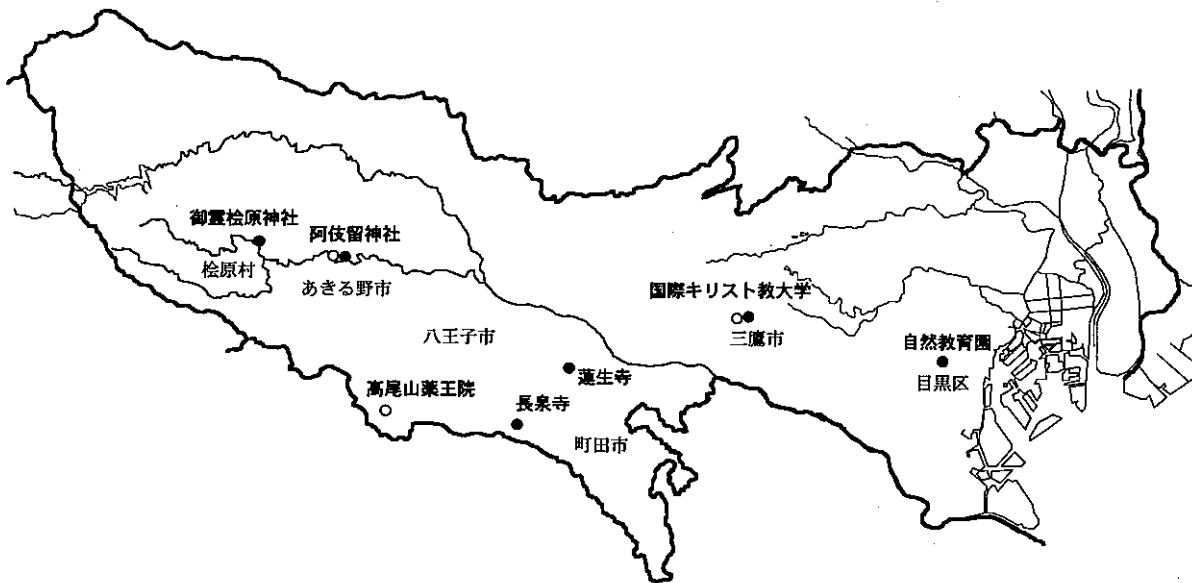 御霊桧原神社
阿伎留神社
桧原村
あきる野市
国際キリスト教大学
八王子市
三鷹市
自然教育園
蓮生寺
目黒区
高尾山薬王院
長泉寺
町田市